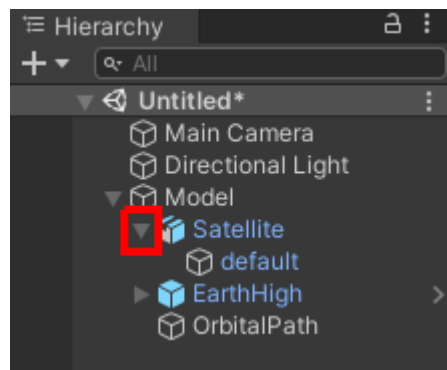 Hierarchy
All
Untitled*
Main Camera
Directional Light
Model
Satellite
default
EarthHigh
OrbitalPath